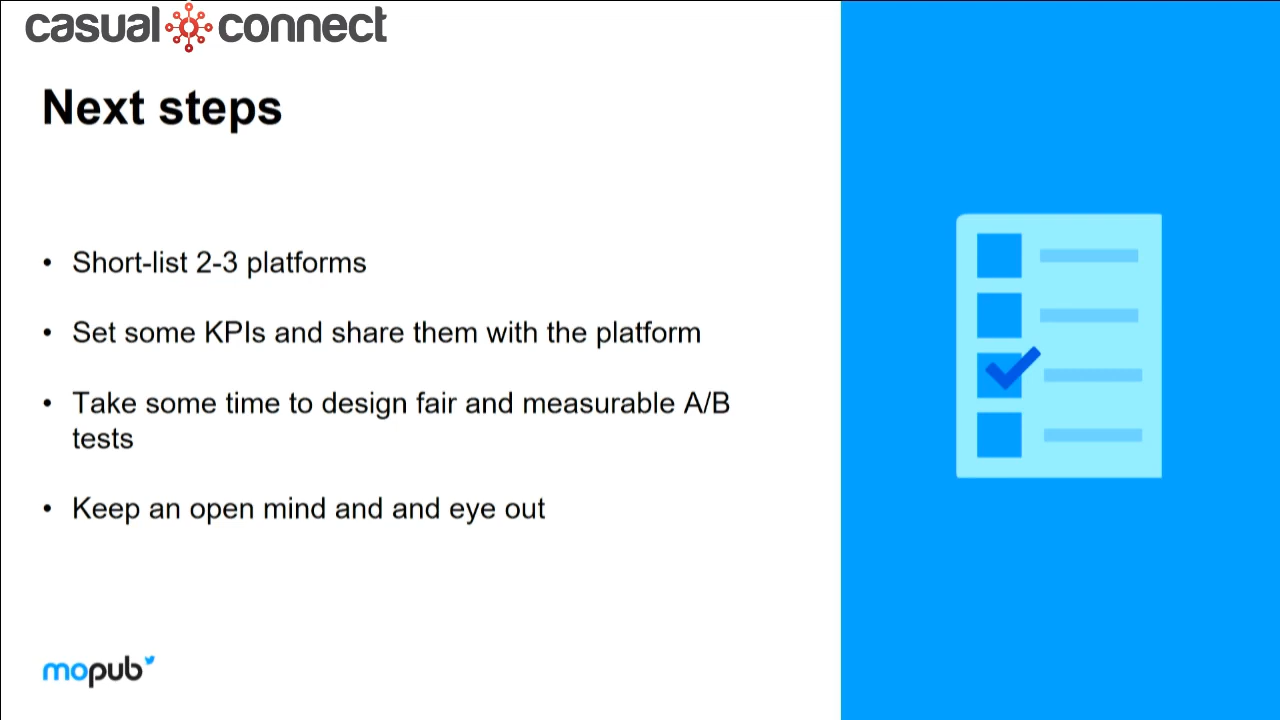 casual connect
Next steps
• Short-list 2-3 platforms
• Set some KPIs and share them with the platform
• Take some time to design fair and measurable A/B
tests
• Keep an open mind and and eye out
mopub